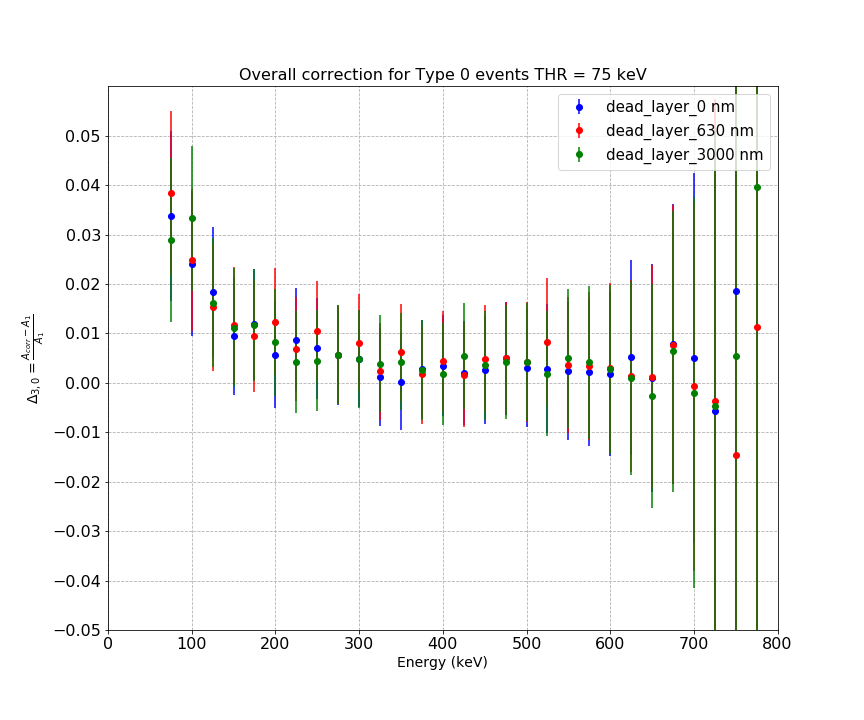 Overall correction for Type 0 events THR = 75 keV
dead_layer_0 nm
dead_layer_630 nm
dead_layer_3000 nm
0.05
0.04
0.03
0.02
0.01
0.00
−0.01
−0.02
−0.03
−0.04
−0.05
Δ₃,₀ = (A_corr − A₁)/A₁
0 100 200 300 400 500 600 700 800
Energy (keV)